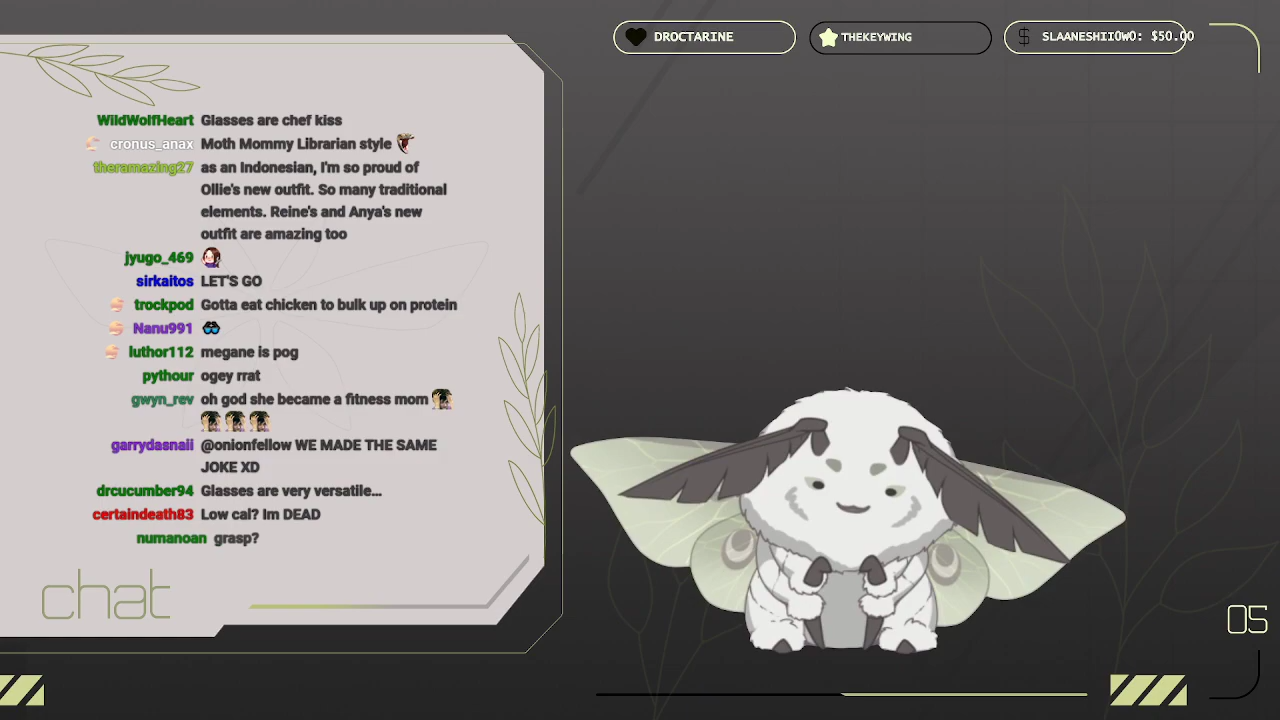 DROCTARINE
THEKEYWING
$ SLAANESHII0W0: $50.00
WildWolfHeart Glasses are chef kiss
cronus_anax Moth Mommy Librarian style
theramazing27 as an Indonesian, I'm so proud of
Ollie's new outfit. So many traditional
elements. Reine's and Anya's new
outfit are amazing too
jyugo_469
sirkaitos LET'S GO
trockpod Gotta eat chicken to bulk up on protein
Nanu991
luthor112 megane is pog
pythour ogey rrat
gwyn_rev oh god she became a fitness mom
garrydasnaii @onionfellow WE MADE THE SAME
JOKE XD
drcucumber94 Glasses are very versatile...
certaindeath83 Low cal? Im DEAD
numanoan grasp?
chat
05